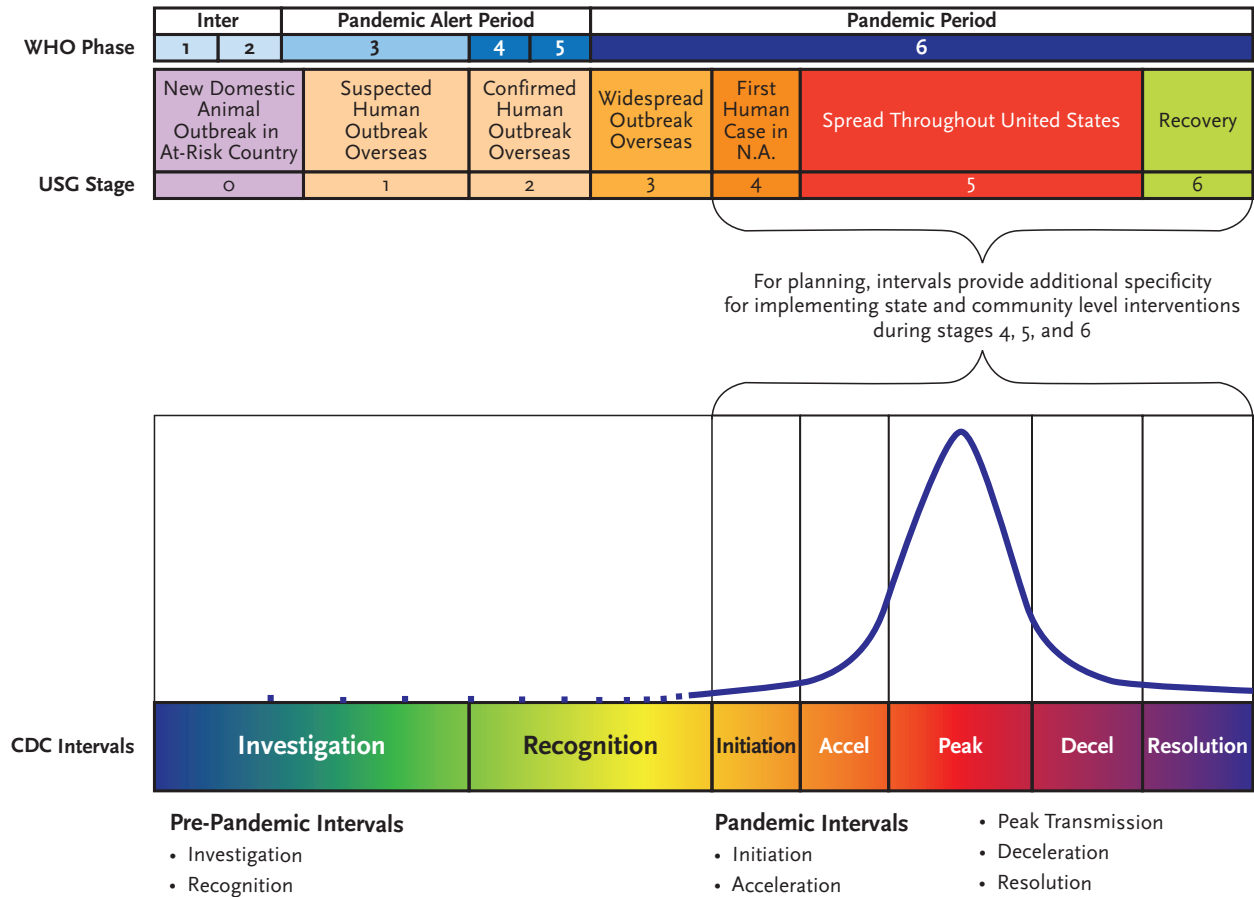 Inter
Pandemic Alert Period
Pandemic Period
WHO Phase
1
2
3
4
5
6
New Domestic
Animal
Outbreak in
At-Risk Country
Suspected
Human
Outbreak
Overseas
Confirmed
Human
Outbreak
Overseas
Widespread
Outbreak
Overseas
First
Human
Case in
N.A.
Spread Throughout United States
Recovery
USG Stage
0
1
2
3
4
5
6
For planning, intervals provide additional specificity
for implementing state and community level interventions
during stages 4, 5, and 6
CDC Intervals
Investigation
Recognition
Initiation
Accel
Peak
Decel
Resolution
Pre-Pandemic Intervals
• Investigation
• Recognition
Pandemic Intervals
• Initiation
• Acceleration
• Peak Transmission
• Deceleration
• Resolution